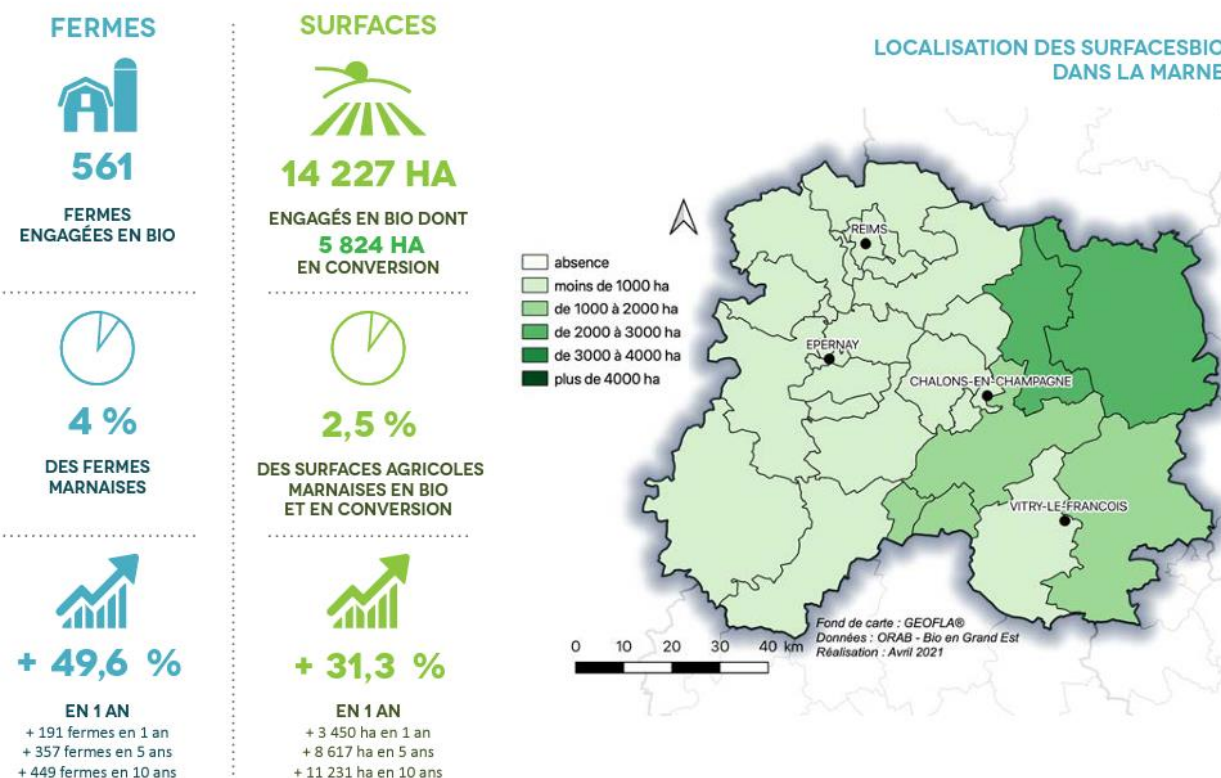 FERMES
561
FERMES
ENGAGÉES EN BIO
4 %
DES FERMES
MARNAISES
+ 49,6 %
EN 1 AN
+ 191 fermes en 1 an
+ 357 fermes en 5 ans
+ 449 fermes en 10 ans
SURFACES
14 227 HA
ENGAGÉS EN BIO DONT
5 824 HA
EN CONVERSION
2,5 %
DES SURFACES AGRICOLES
MARNAISES EN BIO
ET EN CONVERSION
+ 31,3 %
EN 1 AN
+ 3 450 ha en 1 an
+ 8 617 ha en 5 ans
+ 11 231 ha en 10 ans
LOCALISATION DES SURFACESBIO
DANS LA MARNE
absence
moins de 1000 ha
de 1000 à 2000 ha
de 2000 à 3000 ha
de 3000 à 4000 ha
plus de 4000 ha
REIMS
EPERNAY
CHALONS-EN-CHAMPAGNE
VITRY-LE-FRANCOIS
Fond de carte : GEOFLA®
Données : ORAB - Bio en Grand Est
Réalisation : Avril 2021
0 10 20 30 40 km